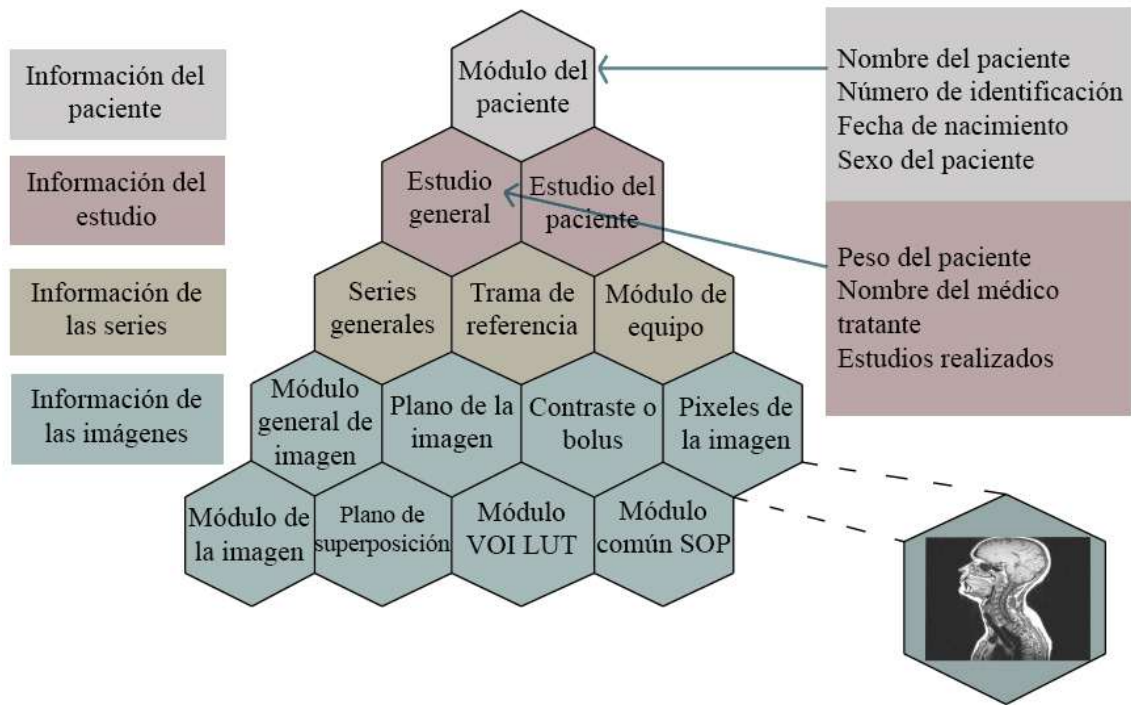 Información del
paciente
Información del
estudio
Información de
las series
Información de
las imágenes
Módulo del
paciente
Estudio
general
Estudio del
paciente
Series
generales
Trama de
referencia
Módulo de
equipo
Módulo
general de
imagen
Plano de la
imagen
Contraste o
bolus
Pixeles de
la imagen
Módulo de
la imagen
Plano de
superposición
Módulo
VOI LUT
Módulo
común SOP
Nombre del paciente
Número de identificación
Fecha de nacimiento
Sexo del paciente
Peso del paciente
Nombre del médico
tratante
Estudios realizados